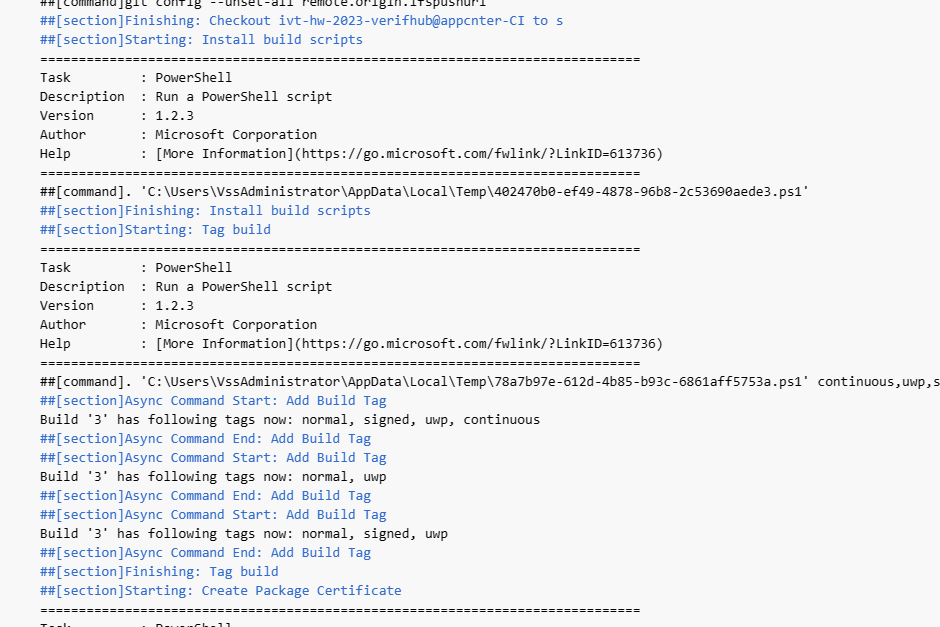 ##[command]git config --unset-all remote.origin.lfspushurl
##[section]Finishing: Checkout ivt-hw-2023-verifhub@appcnter-CI to s
##[section]Starting: Install build scripts
==============================================================================
Task         : PowerShell
Description  : Run a PowerShell script
Version      : 1.2.3
Author       : Microsoft Corporation
Help         : [More Information](https://go.microsoft.com/fwlink/?LinkID=613736)
==============================================================================
##[command]. 'C:\Users\VssAdministrator\AppData\Local\Temp\402470b0-ef49-4878-96b8-2c53690aede3.ps1'
##[section]Finishing: Install build scripts
##[section]Starting: Tag build
==============================================================================
Task         : PowerShell
Description  : Run a PowerShell script
Version      : 1.2.3
Author       : Microsoft Corporation
Help         : [More Information](https://go.microsoft.com/fwlink/?LinkID=613736)
==============================================================================
##[command]. 'C:\Users\VssAdministrator\AppData\Local\Temp\78a7b97e-612d-4b85-b93c-6861aff5753a.ps1' continuous,uwp,s
##[section]Async Command Start: Add Build Tag
Build '3' has following tags now: normal, signed, uwp, continuous
##[section]Async Command End: Add Build Tag
##[section]Async Command Start: Add Build Tag
Build '3' has following tags now: normal, uwp
##[section]Async Command End: Add Build Tag
##[section]Async Command Start: Add Build Tag
Build '3' has following tags now: normal, signed, uwp
##[section]Async Command End: Add Build Tag
##[section]Finishing: Tag build
##[section]Starting: Create Package Certificate
==============================================================================
Task         : PowerShell